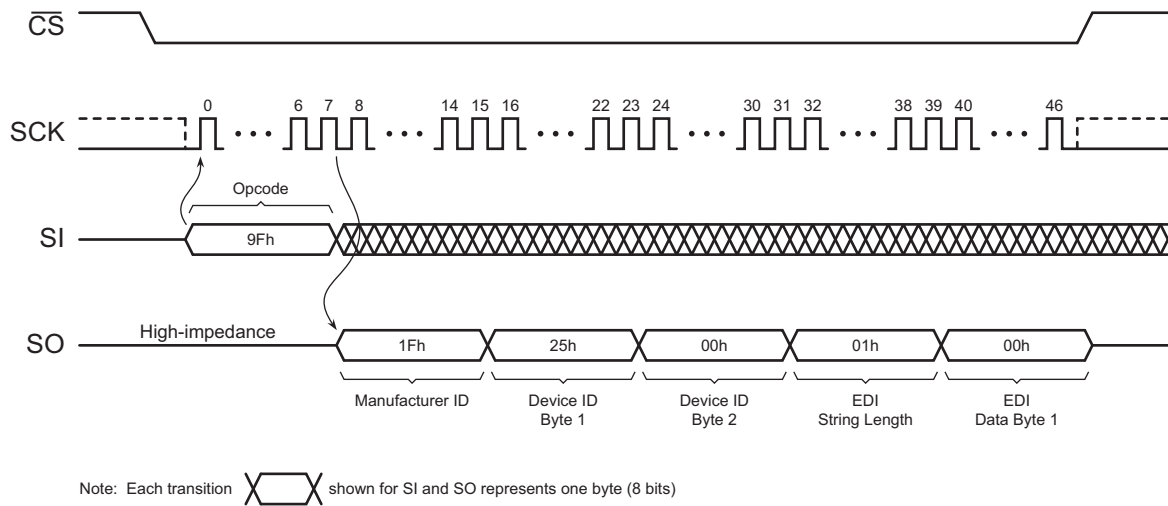 CS
SCK
0 6 7 8 14 15 16 22 23 24 30 31 32 38 39 40 46
Opcode
SI
9Fh
High-impedance
SO
1Fh 25h 00h 01h 00h
Manufacturer ID
Device ID
Byte 1
Device ID
Byte 2
EDI
String Length
EDI
Data Byte 1
Note: Each transition shown for SI and SO represents one byte (8 bits)